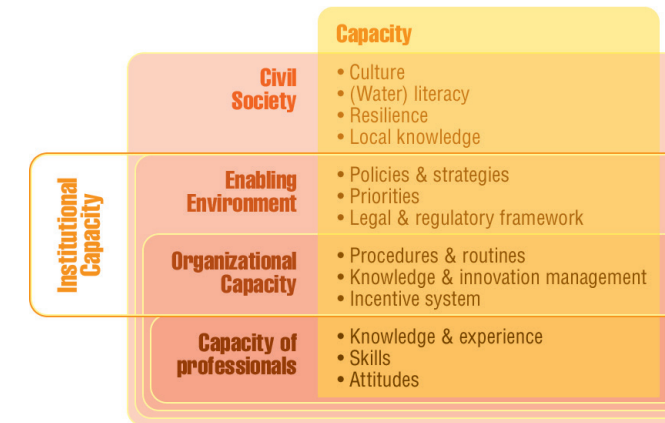 Capacity
Civil
Society
• Culture
• (Water) literacy
• Resilience
• Local knowledge
Institutional
Capacity
Enabling
Environment
• Policies & strategies
• Priorities
• Legal & regulatory framework
Organizational
Capacity
• Procedures & routines
• Knowledge & innovation management
• Incentive system
Capacity of
professionals
• Knowledge & experience
• Skills
• Attitudes